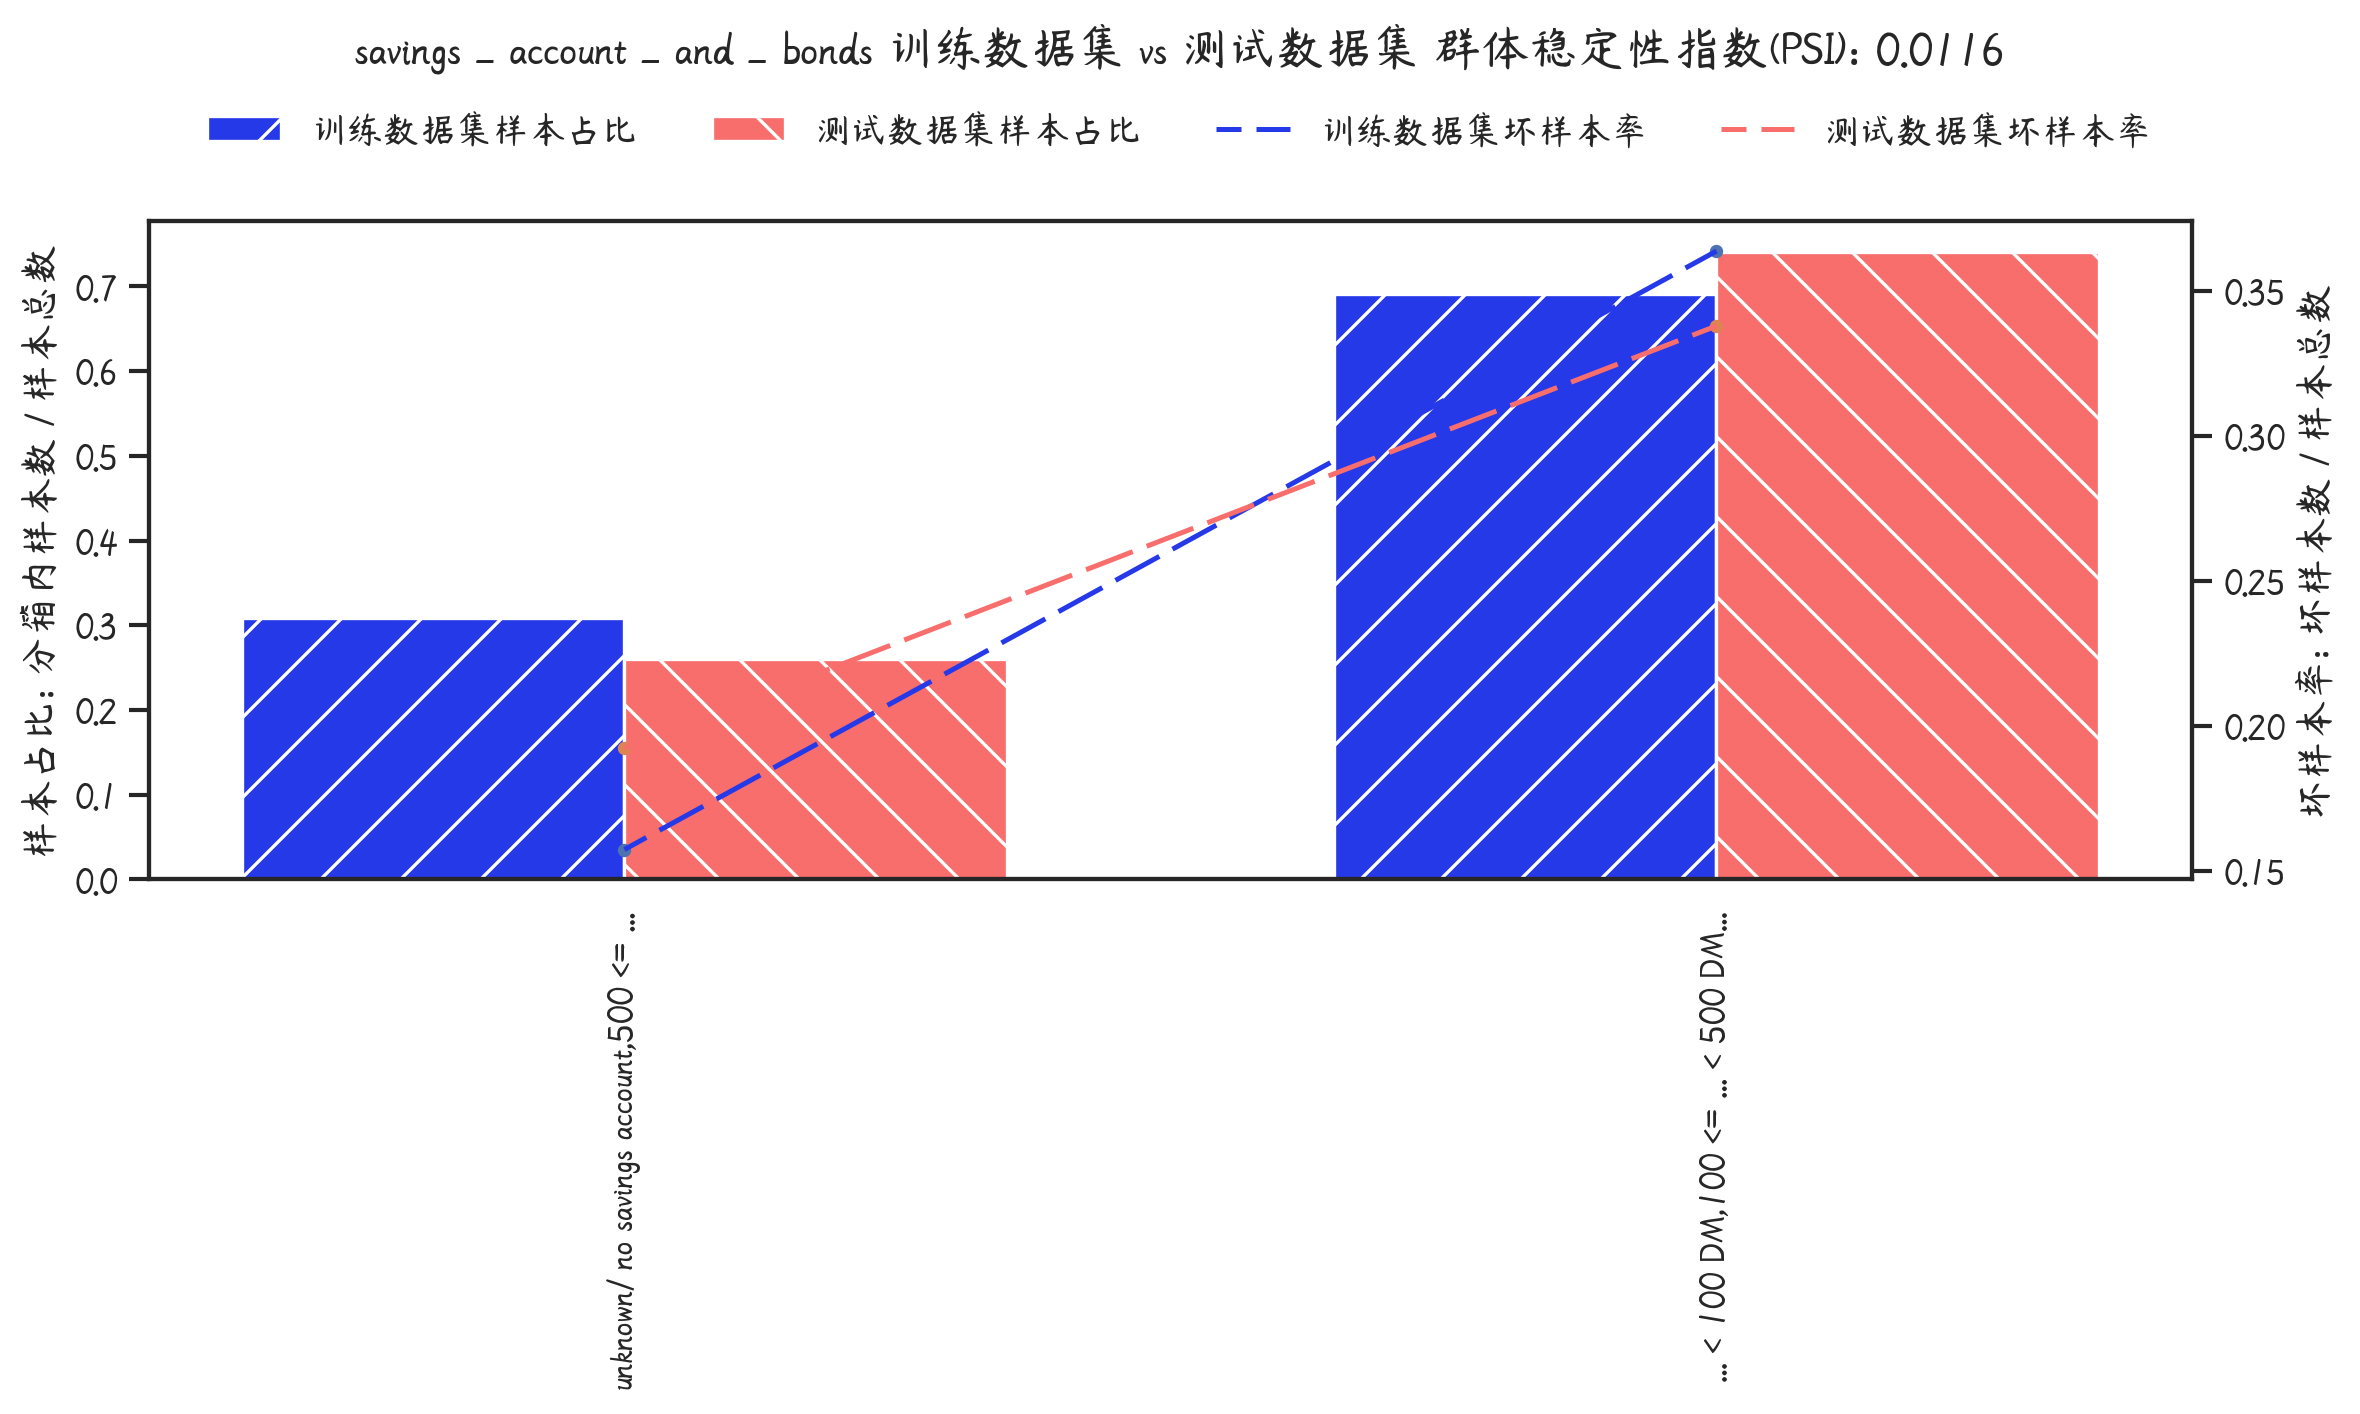 savings _ account _ and _ bonds 训练数据集 vs 测试数据集 群体稳定性指数(PSI): 0.0116
训练数据集样本占比
测试数据集样本占比
训练数据集坏样本率
测试数据集坏样本率
样本占比: 分箱内样本数 / 样本总数
0.7
0.6
0.5
0.4
0.3
0.2
0.1
0.0
0.35
0.30
0.25
0.20
0.15
坏样本率: 坏样本数 / 样本总数
unknown/ no savings account,500 <= ...
... < 100 DM,100 <= ... < 500 DM...